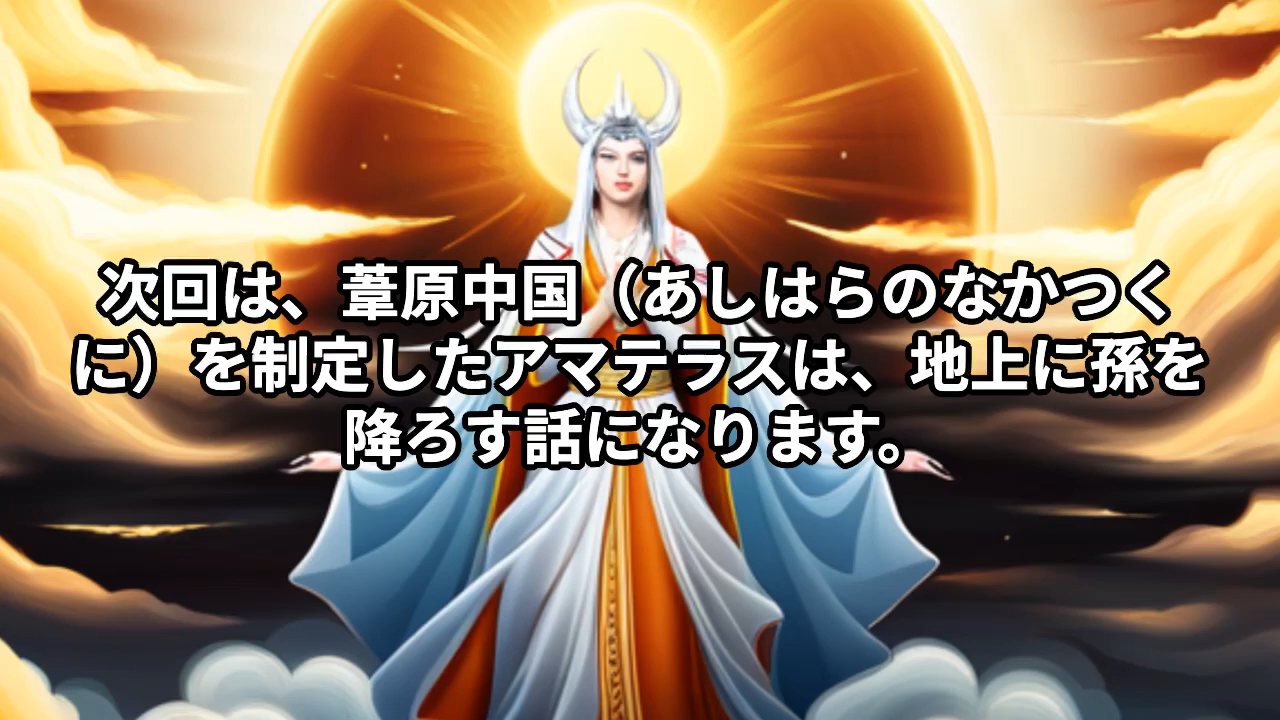 次回は、葦原中国（あしはらのなかつく
に）を制定したアマテラスは、地上に孫を
降ろす話になります。